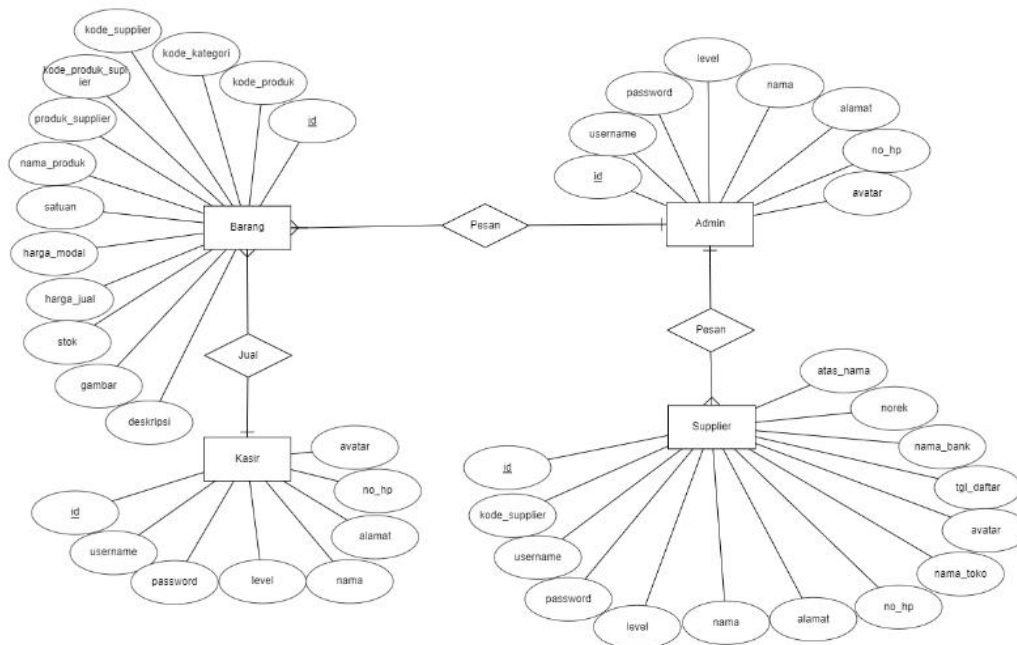 kode_supplier
kode_kategori
kode_produk_supl
ier
kode_produk
produk_supplier
id
nama_produk
satuan
harga_modal
harga_jual
stok
gambar
deskripsi
Barang
Pesan
level
password
nama
username
alamat
id
no_hp
avatar
Admin
Jual
Pesan
Kasir
avatar
no_hp
id
alamat
username
password
level
nama
Supplier
atas_nama
norek
nama_bank
id
tgl_daftar
kode_supplier
avatar
username
nama_toko
password
no_hp
level
nama
alamat